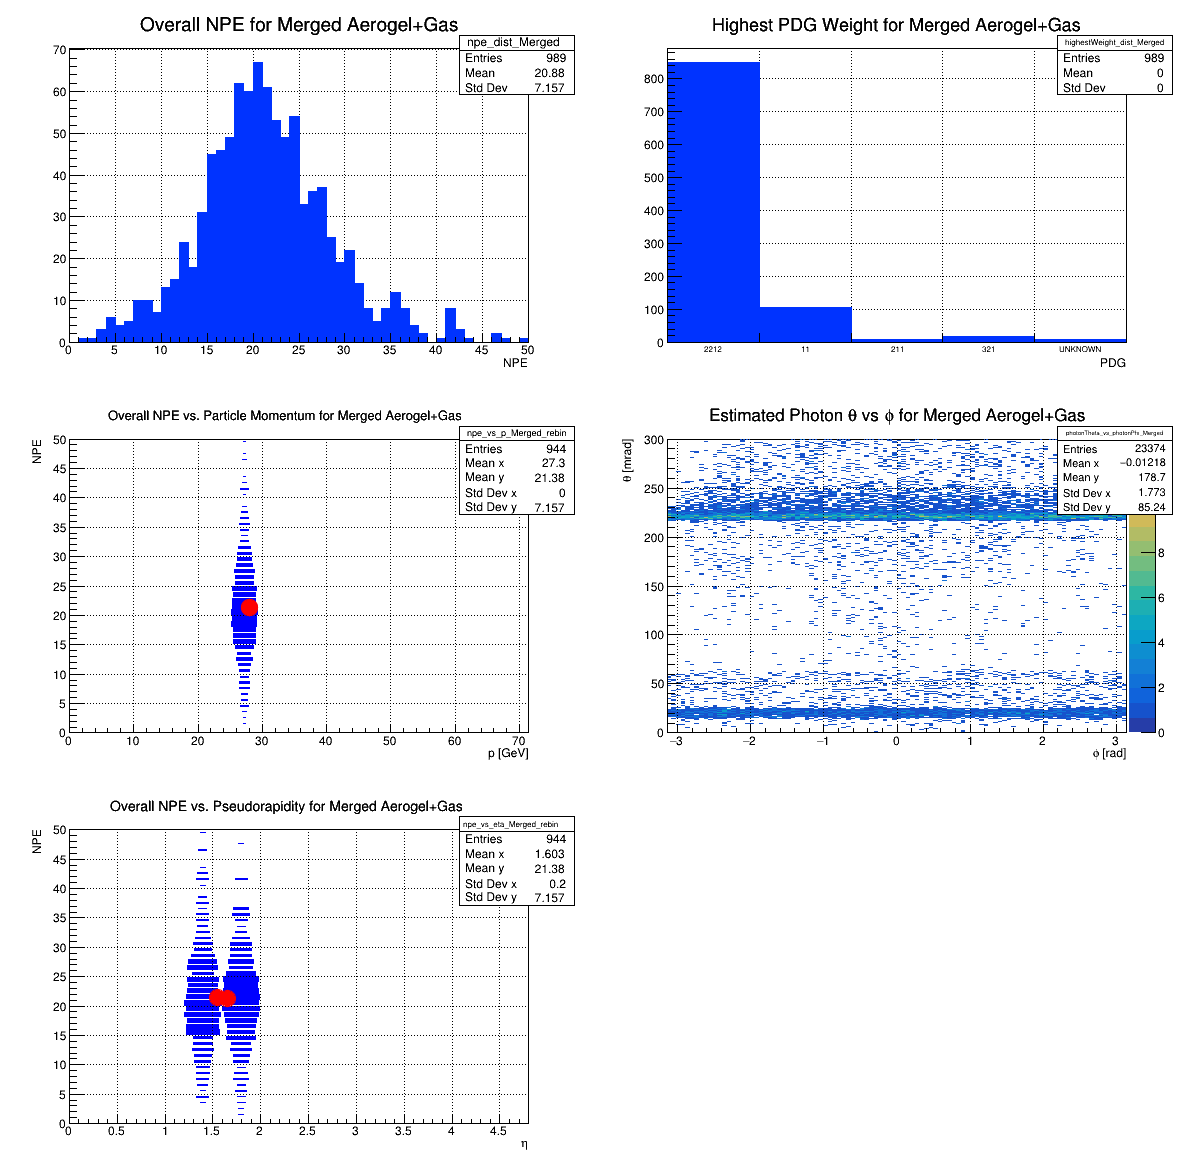 Overall NPE for Merged Aerogel+Gas
npe_dist_Merged
Entries 989
Mean 20.88
Std Dev 7.157
70
60
50
40
30
20
10
0
0 5 10 15 20 25 30 35 40 45 50
NPE
Highest PDG Weight for Merged Aerogel+Gas
highestWeight_dist_Merged
Entries 989
Mean 0
Std Dev 0
800
700
600
500
400
300
200
100
0
2212 11 211 321 UNKNOWN
PDG
Overall NPE vs. Particle Momentum for Merged Aerogel+Gas
npe_vs_p_Merged_rebin
Entries 944
Mean x 27.3
Mean y 21.38
Std Dev x 0
Std Dev y 7.157
NPE
50
45
40
35
30
25
20
15
10
5
0
0 10 20 30 40 50 60 70
p [GeV]
Estimated Photon θ vs ϕ for Merged Aerogel+Gas
photonTheta_vs_photonPhi_Merged
Entries 23374
Mean x −0.01218
Mean y 178.7
Std Dev x 1.773
Std Dev y 85.24
θ [mrad]
300
250
200
150
100
50
0
−3 −2 −1 0 1 2 3
ϕ [rad]
8
6
4
2
0
Overall NPE vs. Pseudorapidity for Merged Aerogel+Gas
npe_vs_eta_Merged_rebin
Entries 944
Mean x 1.603
Mean y 21.38
Std Dev x 0.2
Std Dev y 7.157
NPE
50
45
40
35
30
25
20
15
10
5
0
0 0.5 1 1.5 2 2.5 3 3.5 4 4.5
η